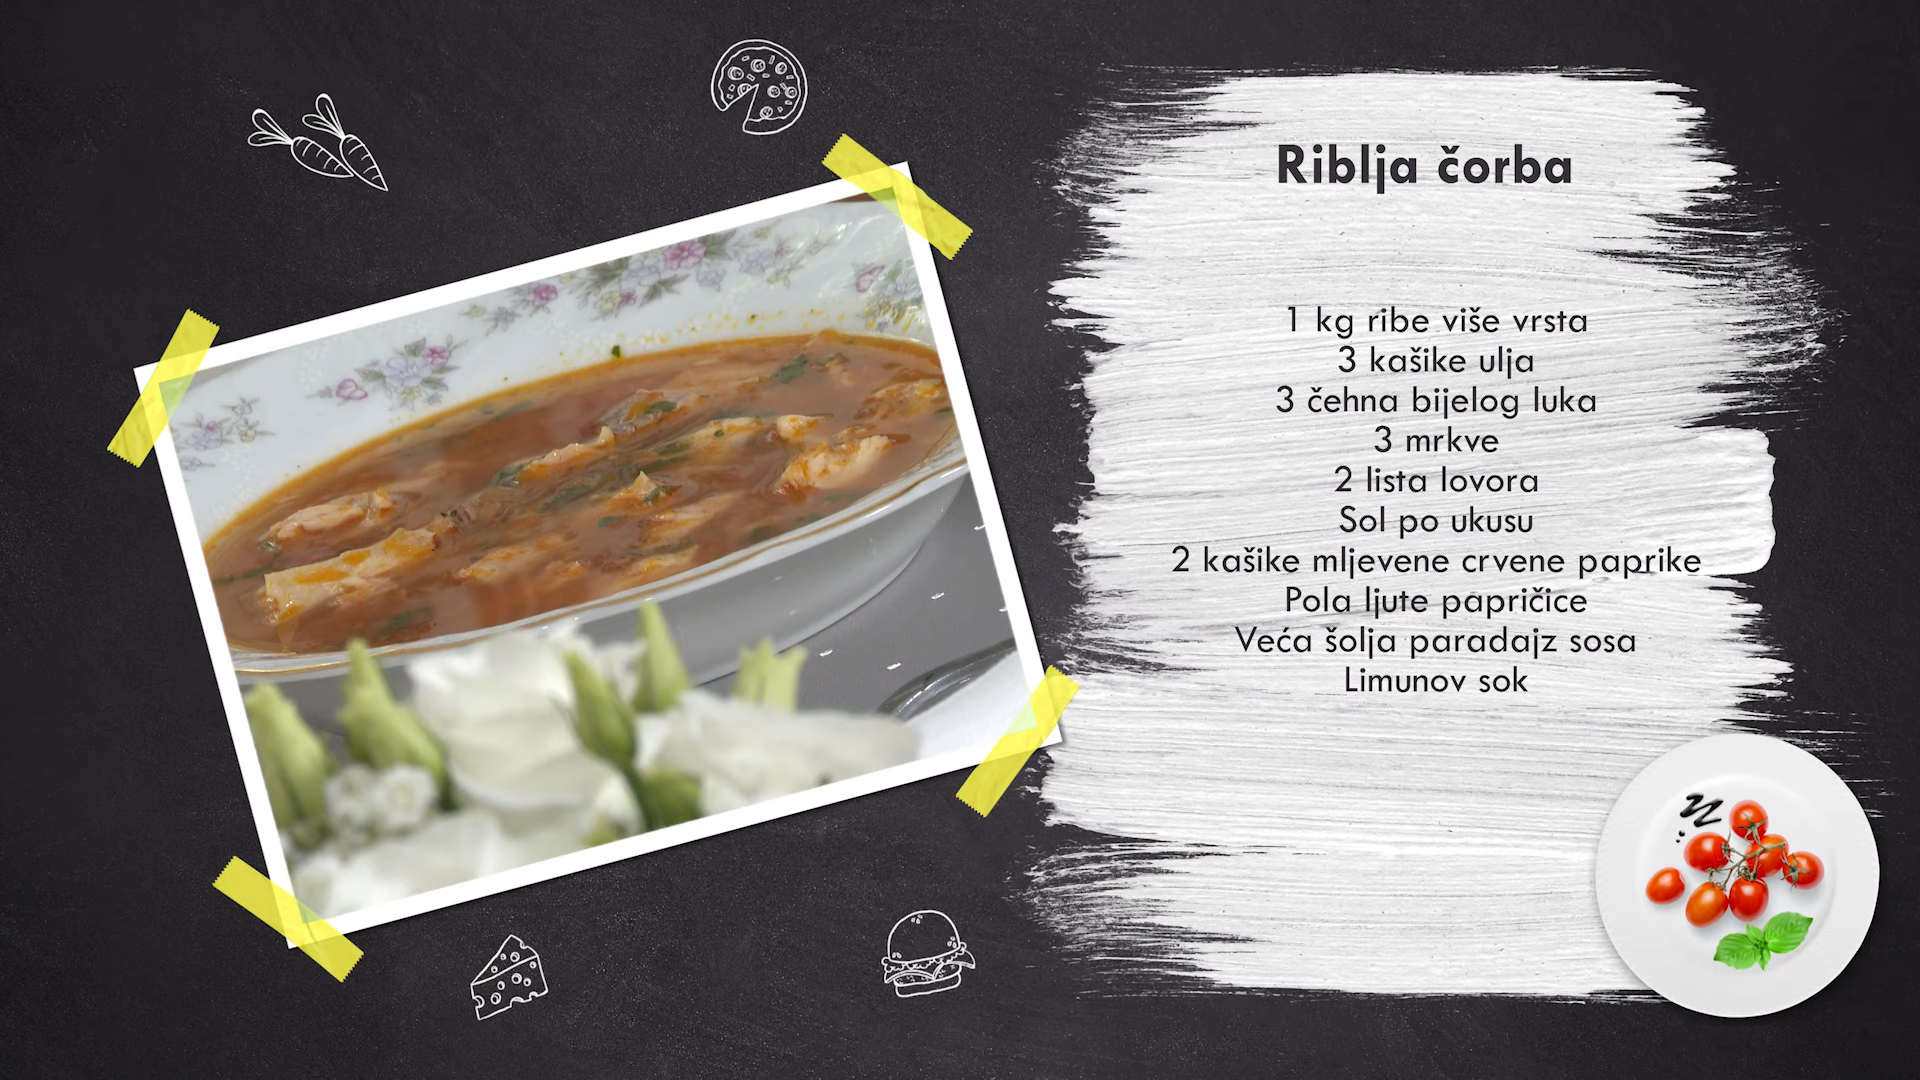 Riblja čorba
1 kg ribe više vrsta
3 kašike ulja
3 čehna bijelog luka
3 mrkve
2 lista lovora
Sol po ukusu
2 kašike mljevene crvene paprike
Pola ljute papričice
Veća šolja paradajz sosa
Limunov sok